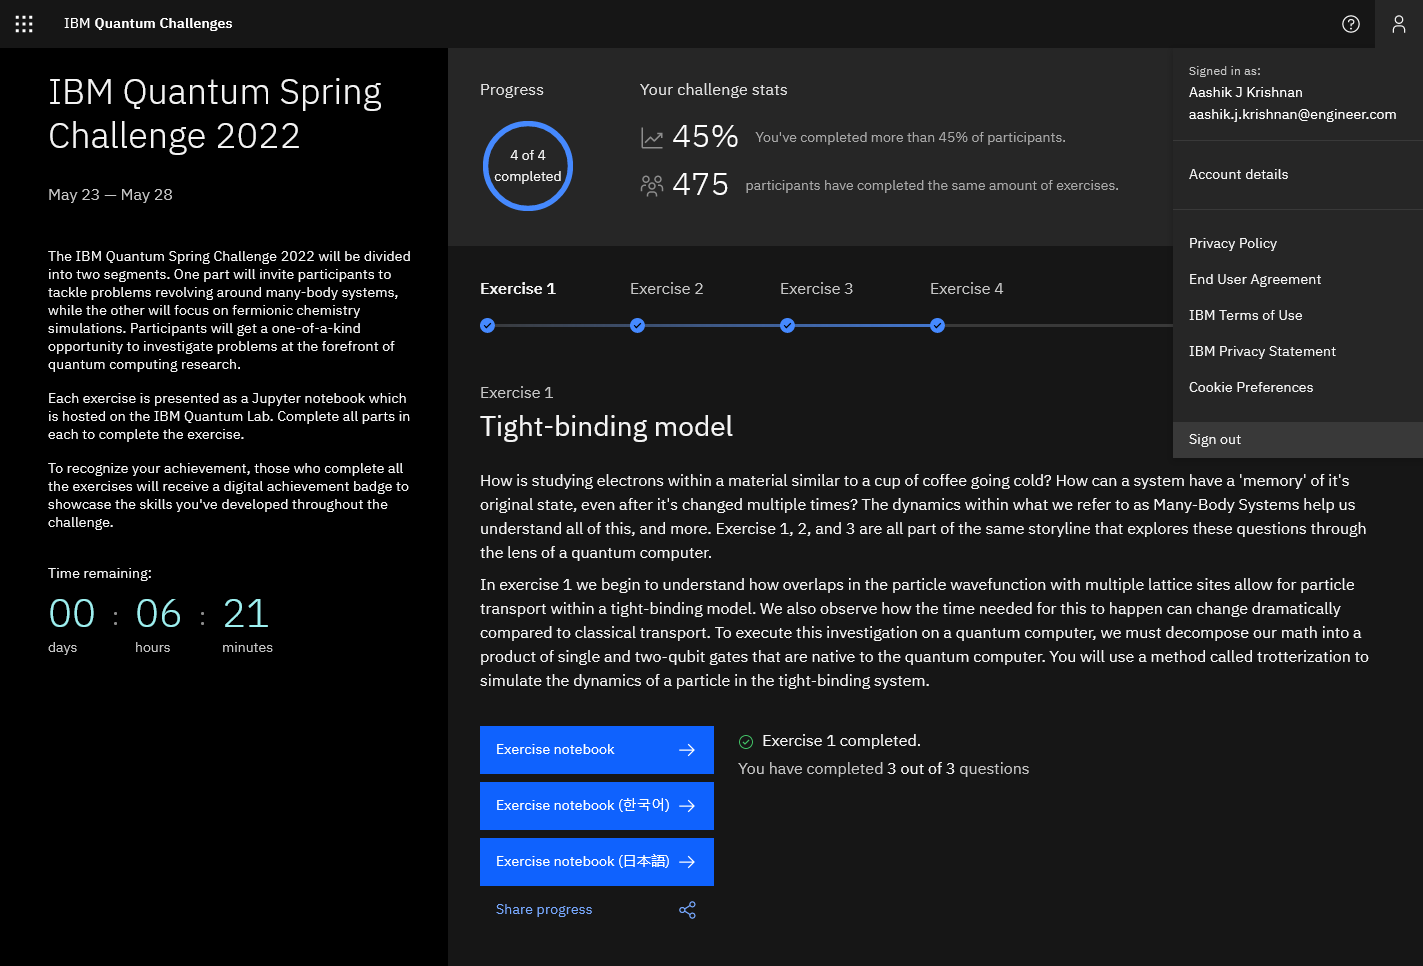 IBM Quantum Challenges
IBM Quantum Spring
Challenge 2022
May 23 — May 28
The IBM Quantum Spring Challenge 2022 will be divided
into two segments. One part will invite participants to
tackle problems revolving around many-body systems,
while the other will focus on fermionic chemistry
simulations. Participants will get a one-of-a-kind
opportunity to investigate problems at the forefront of
quantum computing research.
Each exercise is presented as a Jupyter notebook which
is hosted on the IBM Quantum Lab. Complete all parts in
each to complete the exercise.
To recognize your achievement, those who complete all
the exercises will receive a digital achievement badge to
showcase the skills you've developed throughout the
challenge.
Time remaining:
00 : 06 : 21
days hours minutes
Progress
4 of 4
completed
Your challenge stats
45% You've completed more than 45% of participants.
475 participants have completed the same amount of exercises.
Signed in as:
Aashik J Krishnan
aashik.j.krishnan@engineer.com
Account details
Privacy Policy
End User Agreement
IBM Terms of Use
IBM Privacy Statement
Cookie Preferences
Sign out
Exercise 1 Exercise 2 Exercise 3 Exercise 4
Exercise 1
Tight-binding model
How is studying electrons within a material similar to a cup of coffee going cold? How can a system have a 'memory' of it's
original state, even after it's changed multiple times? The dynamics within what we refer to as Many-Body Systems help us
understand all of this, and more. Exercise 1, 2, and 3 are all part of the same storyline that explores these questions through
the lens of a quantum computer.
In exercise 1 we begin to understand how overlaps in the particle wavefunction with multiple lattice sites allow for particle
transport within a tight-binding model. We also observe how the time needed for this to happen can change dramatically
compared to classical transport. To execute this investigation on a quantum computer, we must decompose our math into a
product of single and two-qubit gates that are native to the quantum computer. You will use a method called trotterization to
simulate the dynamics of a particle in the tight-binding system.
Exercise notebook
Exercise notebook (한국어)
Exercise notebook (日本語)
Share progress
Exercise 1 completed.
You have completed 3 out of 3 questions